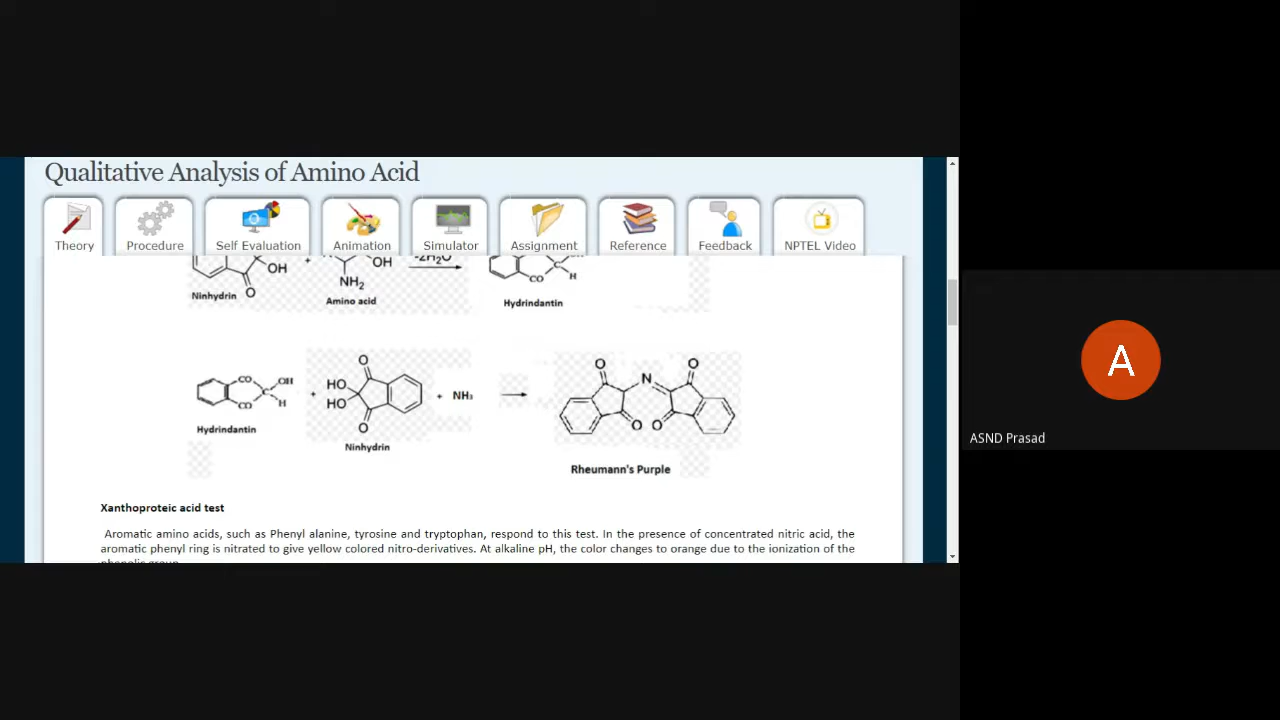 Qualitative Analysis of Amino Acid
Theory Procedure Self Evaluation Animation Simulator Assignment Reference Feedback NPTEL Video
OH + OH -2H₂O C
NH₂ CO H
Ninhydrin O Amino acid Hydrindantin
O O O
CO OH HO N
C + HO + NH₃
CO H
O O O
Hydrindantin
Ninhydrin
Rheumann's Purple
Xanthoproteic acid test
Aromatic amino acids, such as Phenyl alanine, tyrosine and tryptophan, respond to this test. In the presence of concentrated nitric acid, the
aromatic phenyl ring is nitrated to give yellow colored nitro-derivatives. At alkaline pH, the color changes to orange due to the ionization of the
phenolic group.
A
ASND Prasad